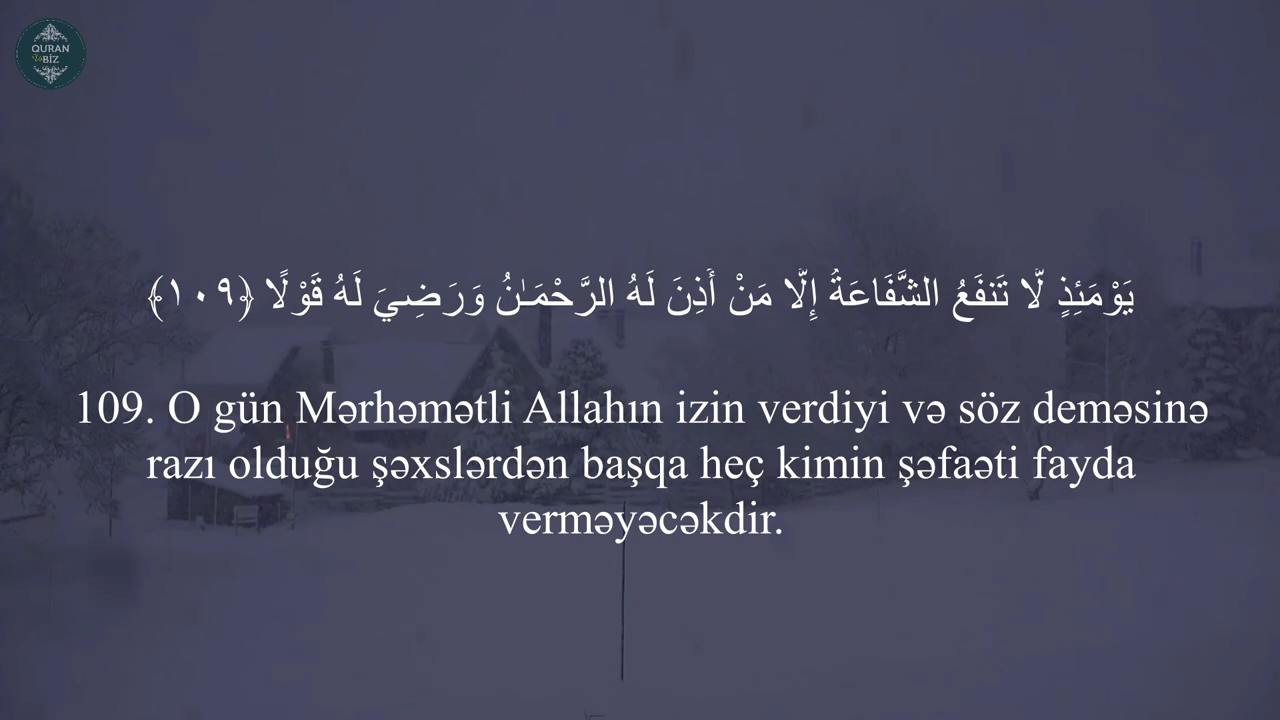 QURAN
Və BİZ
يَوْمَئِذٍ لَّا تَنفَعُ الشَّفَاعَةُ إِلَّا مَنْ أَذِنَ لَهُ الرَّحْمَـٰنُ وَرَضِيَ لَهُ قَوْلًا ﴿١٠٩﴾
109. O gün Mərhəmətli Allahın izin verdiyi və söz deməsinə
razı olduğu şəxslərdən başqa heç kimin şəfaəti fayda
verməyəcəkdir.